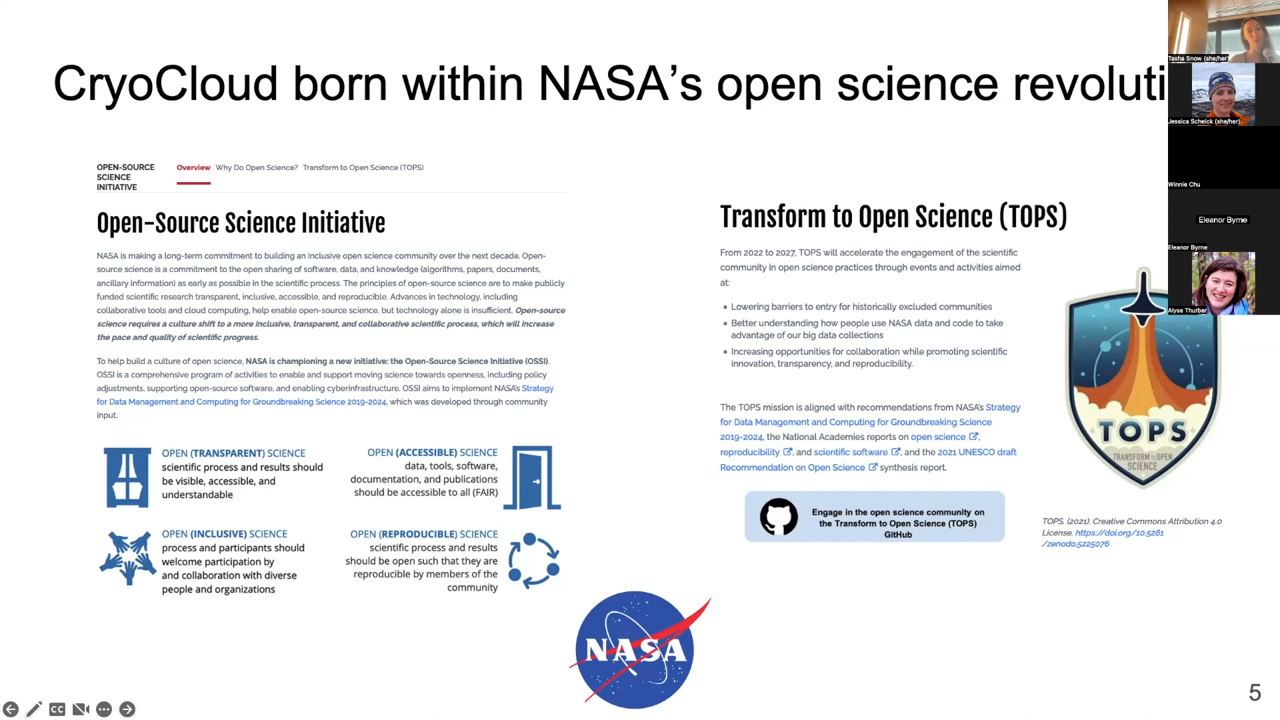 CryoCloud born within NASA's open science revoluti
OPEN-SOURCE
SCIENCE
INITIATIVE
Overview Why Do Open Science? Transform to Open Science (TOPS)
Open-Source Science Initiative
NASA is making a long-term commitment to building an inclusive open science community over the next decade. Open-
source science is a commitment to the open sharing of software, data, and knowledge (algorithms, papers, documents,
ancillary information) as early as possible in the scientific process. The principles of open-source science are to make publicly
funded scientific research transparent, inclusive, accessible, and reproducible. Advances in technology, including
collaborative tools and cloud computing, help enable open-source science, but technology alone is insufficient. Open-source
science requires a culture shift to a more inclusive, transparent, and collaborative scientific process, which will increase
the pace and quality of scientific progress.
To help build a culture of open science, NASA is championing a new initiative: the Open-Source Science Initiative (OSSI).
OSSI is a comprehensive program of activities to enable and support moving science towards openness, including policy
adjustments, supporting open-source software, and enabling cyberinfrastructure. OSSI aims to implement NASA's Strategy
for Data Management and Computing for Groundbreaking Science 2019-2024, which was developed through community
input.
OPEN (TRANSPARENT) SCIENCE
scientific process and results should
be visible, accessible, and
understandable
OPEN (ACCESSIBLE) SCIENCE
data, tools, software,
documentation, and publications
should be accessible to all (FAIR)
OPEN (INCLUSIVE) SCIENCE
process and participants should
welcome participation by
and collaboration with diverse
people and organizations
OPEN (REPRODUCIBLE) SCIENCE
scientific process and results
should be open such that they are
reproducible by members of the
community
Transform to Open Science (TOPS)
From 2022 to 2027, TOPS will accelerate the engagement of the scientific
community in open science practices through events and activities aimed
at:
Lowering barriers to entry for historically excluded communities
Better understanding how people use NASA data and code to take
advantage of our big data collections
Increasing opportunities for collaboration while promoting scientific
innovation, transparency, and reproducibility.
The TOPS mission is aligned with recommendations from NASA's Strategy
for Data Management and Computing for Groundbreaking Science
2019-2024, the National Academies reports on open science,
reproducibility, and scientific software, and the 2021 UNESCO draft
Recommendation on Open Science synthesis report.
Engage in the open science community on
the Transform to Open Science (TOPS)
GitHub
TOPS
TRANSFORM TO OPEN
SCIENCE
TOPS. (2021). Creative Commons Attribution 4.0
License. https://doi.org/10.5281
/zenodo.5225076
NASA
5
CC
Tasha Snow (she/her)
Jessica Scheick (she/her)
Winnie Chu
Eleanor Byrne
Eleanor Byrne
Alyse Thurber